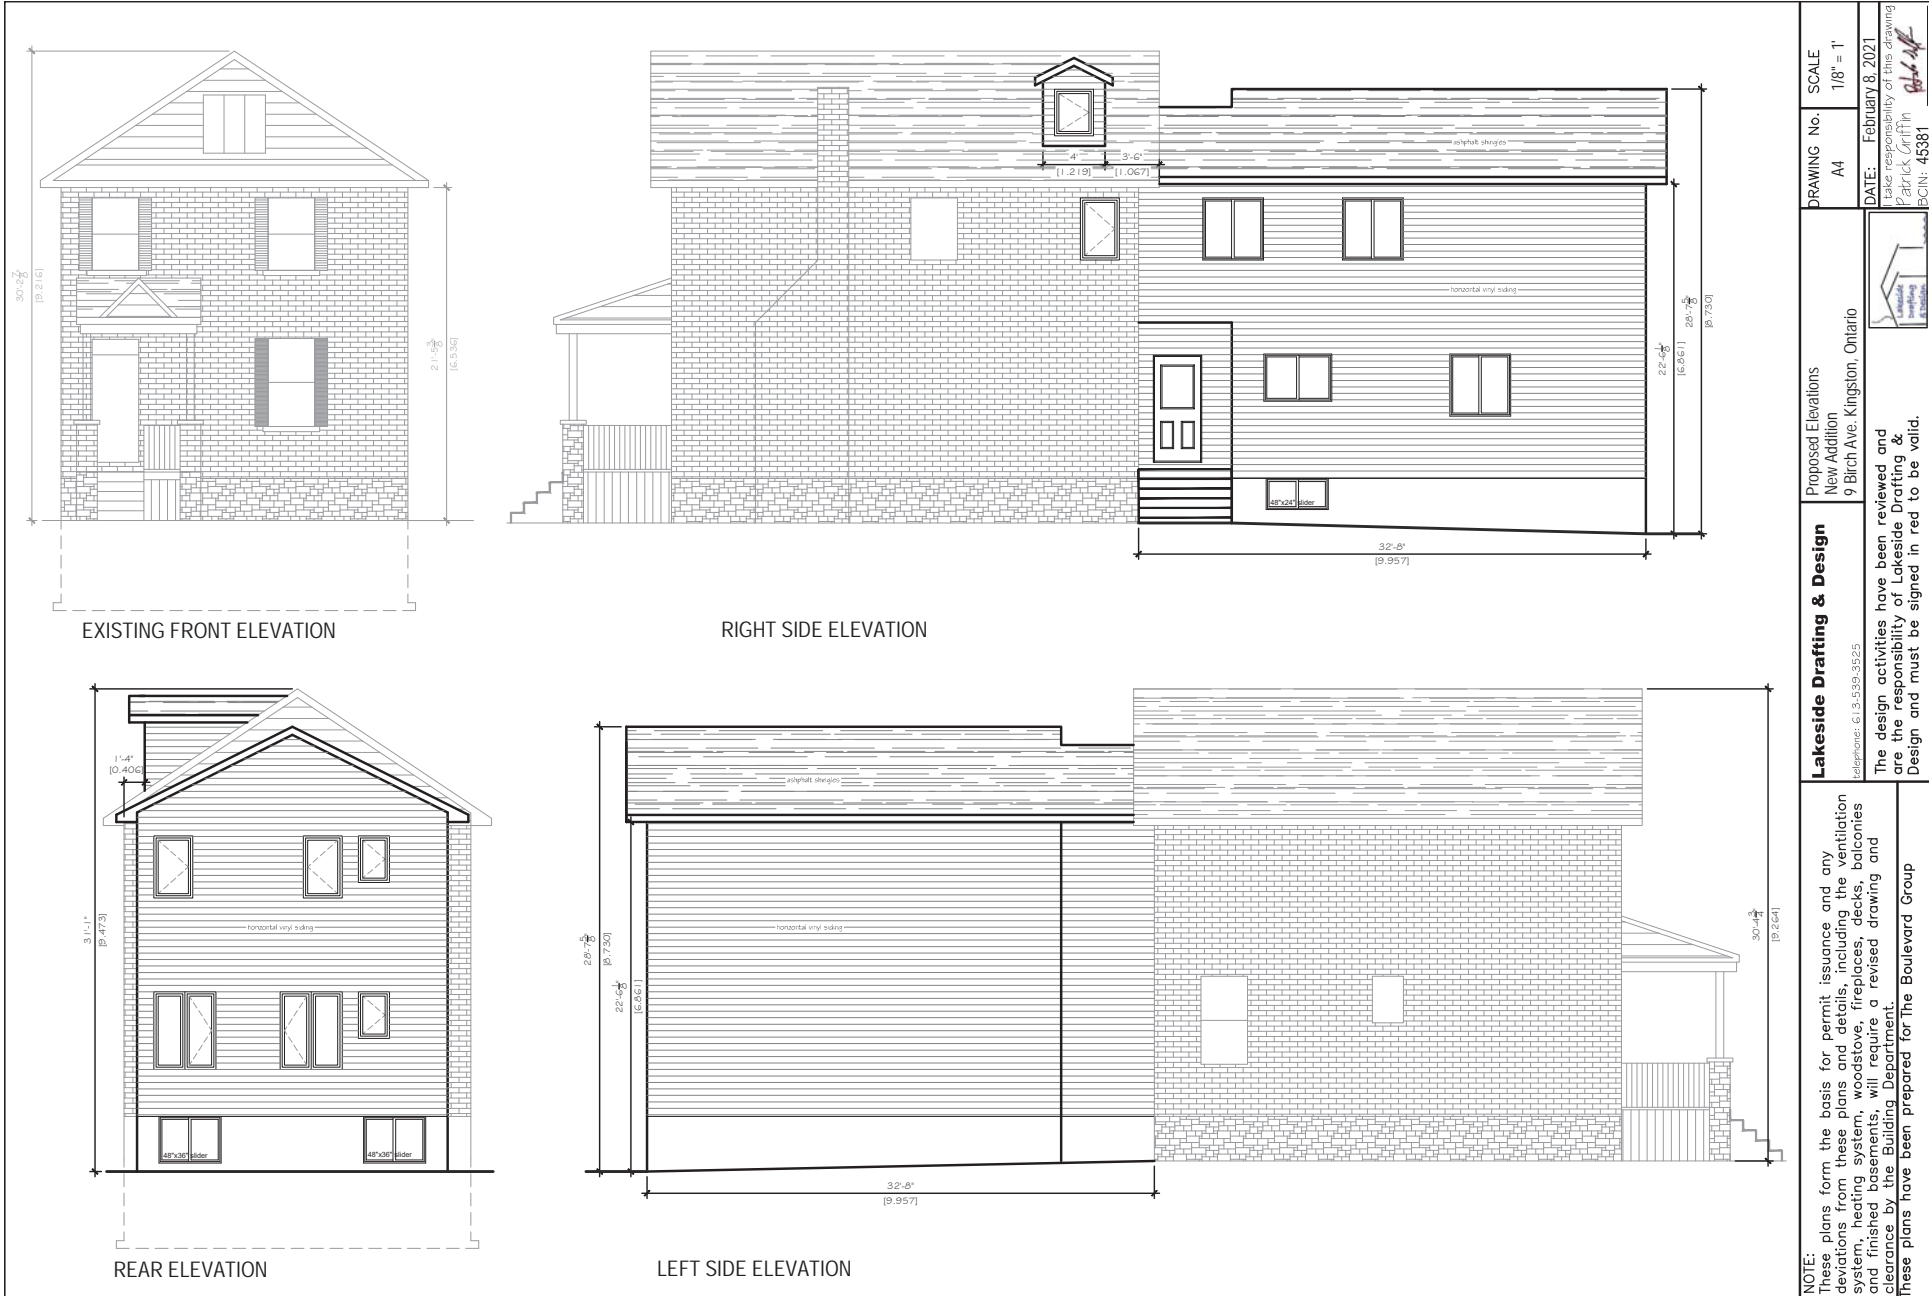 30'-2 7/8"
[9.216]
21'-5 3/8"
[6.536]
EXISTING FRONT ELEVATION
4'
[1.219]
3'-6"
[1.067]
ashphalt shingles
horizontal vinyl siding
48"x24" slider
28'-7 5/8"
[8.730]
22'-6 1/8"
[6.861]
32'-8"
[9.957]
RIGHT SIDE ELEVATION
1'-4"
[0.406]
31'-1"
[9.473]
horizontal vinyl siding
48"x36" slider
48"x36" slider
REAR ELEVATION
28'-7 5/8"
[8.730]
22'-6 1/8"
[6.861]
ashphalt shingles
horizontal vinyl siding
32'-8"
[9.957]
30'-4 3/4"
[9.264]
LEFT SIDE ELEVATION
NOTE:
These plans form the basis for permit issuance and any
deviations from these plans and details, including the ventilation
system, heating system, woodstove, fireplaces, decks, balconies
and finished basements, will require a revised drawing and
clearance by the Building Department.
These plans have been prepared for The Boulevard Group
Lakeside Drafting & Design
telephone: 613-539-3525
The design activities have been reviewed and
are the responsibility of Lakeside Drafting &
Design and must be signed in red to be valid.
Proposed Elevations
New Addition
9 Birch Ave. Kingston, Ontario
Lakeside
Drafting
& Design
DRAWING No.
A4
SCALE
1/8" = 1'
DATE: February 8, 2021
I take responsibility of this drawing
Patrick Griffin
BCIN: 45381